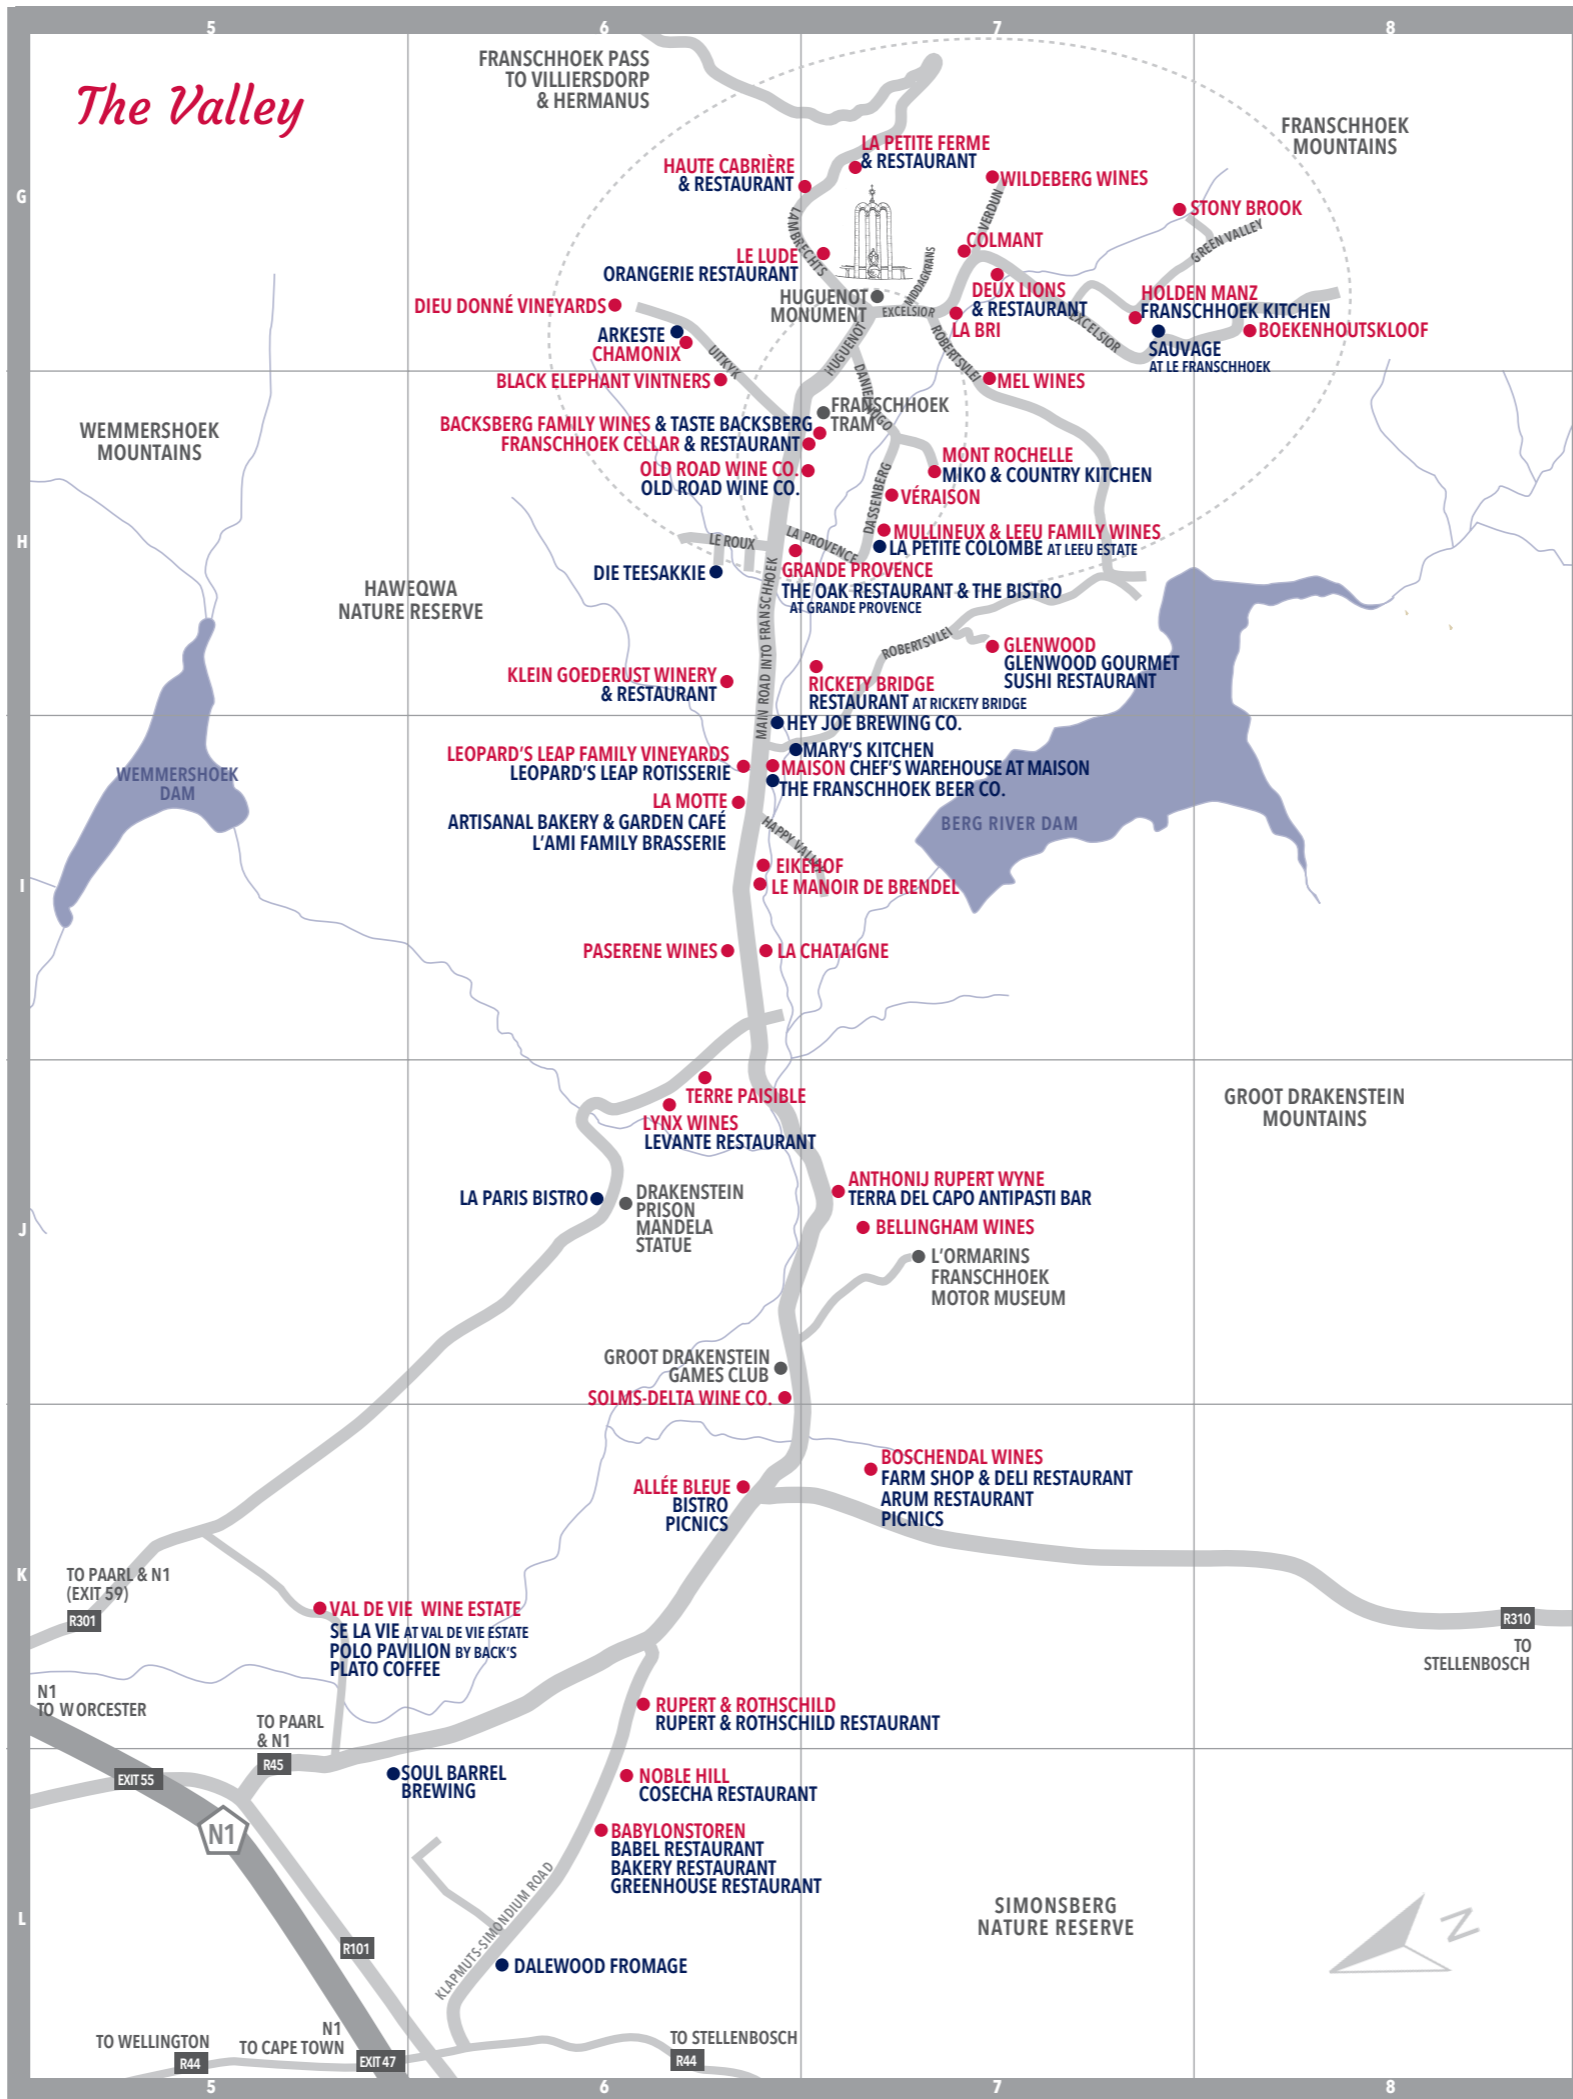 5
6
7
8
The Valley
FRANSCHHOEK PASS
TO VILLIERSDORP
& HERMANUS
FRANSCHHOEK
MOUNTAINS
G
LA PETITE FERME
& RESTAURANT
HAUTE CABRIÈRE
& RESTAURANT
WILDEBERG WINES
STONY BROOK
GREEN VALLEY
VERDUN
LAMBRECHTS
COLMANT
LE LUDE
ORANGERIE RESTAURANT
MIDDAGKRANS
HUGUENOT
MONUMENT
EXCELSIOR
DEUX LIONS
& RESTAURANT
LA BRI
HOLDEN MANZ
FRANSCHHOEK KITCHEN
BOEKENHOUTSKLOOF
EXCELSIOR
SAUVAGE
AT LE FRANSCHHOEK
DIEU DONNÉ VINEYARDS
ARKESTE
CHAMONIX
UITKYK
HUGUENOT
ROBERTSVLEI
BLACK ELEPHANT VINTNERS
MEL WINES
DANIEL HUGO
FRANSCHHOEK
TRAM
WEMMERSHOEK
MOUNTAINS
BACKSBERG FAMILY WINES & TASTE BACKSBERG
FRANSCHHOEK CELLAR & RESTAURANT
OLD ROAD WINE CO.
OLD ROAD WINE CO.
MONT ROCHELLE
MIKO & COUNTRY KITCHEN
DASSENBERG
VÉRAISON
H
MULLINEUX & LEEU FAMILY WINES
LA PETITE COLOMBE AT LEEU ESTATE
LE ROUX
LA PROVENCE
DIE TEESAKKIE
GRANDE PROVENCE
THE OAK RESTAURANT & THE BISTRO
AT GRANDE PROVENCE
HAWEQWA
NATURE RESERVE
MAIN ROAD INTO FRANSCHHOEK
ROBERTSVLEI
GLENWOOD
GLENWOOD GOURMET
SUSHI RESTAURANT
KLEIN GOEDERUST WINERY
& RESTAURANT
RICKETY BRIDGE
RESTAURANT AT RICKETY BRIDGE
HEY JOE BREWING CO.
MARY'S KITCHEN
LEOPARD'S LEAP FAMILY VINEYARDS
LEOPARD'S LEAP ROTISSERIE
MAISON CHEF'S WAREHOUSE AT MAISON
THE FRANSCHHOEK BEER CO.
WEMMERSHOEK
DAM
LA MOTTE
ARTISANAL BAKERY & GARDEN CAFÉ
L'AMI FAMILY BRASSERIE
HAPPY VALLEY
BERG RIVER DAM
I
EIKEHOF
LE MANOIR DE BRENDEL
PASERENE WINES
LA CHATAIGNE
TERRE PAISIBLE
LYNX WINES
LEVANTE RESTAURANT
GROOT DRAKENSTEIN
MOUNTAINS
LA PARIS BISTRO
DRAKENSTEIN
PRISON
MANDELA
STATUE
ANTHONIJ RUPERT WYNE
TERRA DEL CAPO ANTIPASTI BAR
BELLINGHAM WINES
J
L'ORMARINS
FRANSCHHOEK
MOTOR MUSEUM
GROOT DRAKENSTEIN
GAMES CLUB
SOLMS-DELTA WINE CO.
BOSCHENDAL WINES
FARM SHOP & DELI RESTAURANT
ARUM RESTAURANT
PICNICS
ALLÉE BLEUE
BISTRO
PICNICS
K
TO PAARL & N1
(EXIT 59)
R301
VAL DE VIE WINE ESTATE
SE LA VIE AT VAL DE VIE ESTATE
POLO PAVILION BY BACK'S
PLATO COFFEE
R310
TO
STELLENBOSCH
N1
TO WORCESTER
TO PAARL
& N1
R45
RUPERT & ROTHSCHILD
RUPERT & ROTHSCHILD RESTAURANT
EXIT 55
SOUL BARREL
BREWING
NOBLE HILL
COSECHA RESTAURANT
N1
BABYLONSTOREN
BABEL RESTAURANT
BAKERY RESTAURANT
GREENHOUSE RESTAURANT
L
KLAPMUTS-SIMONDIUM ROAD
SIMONSBERG
NATURE RESERVE
N
R101
DALEWOOD FROMAGE
TO WELLINGTON
R44
N1
TO CAPE TOWN
EXIT 47
TO STELLENBOSCH
R44
5
6
7
8